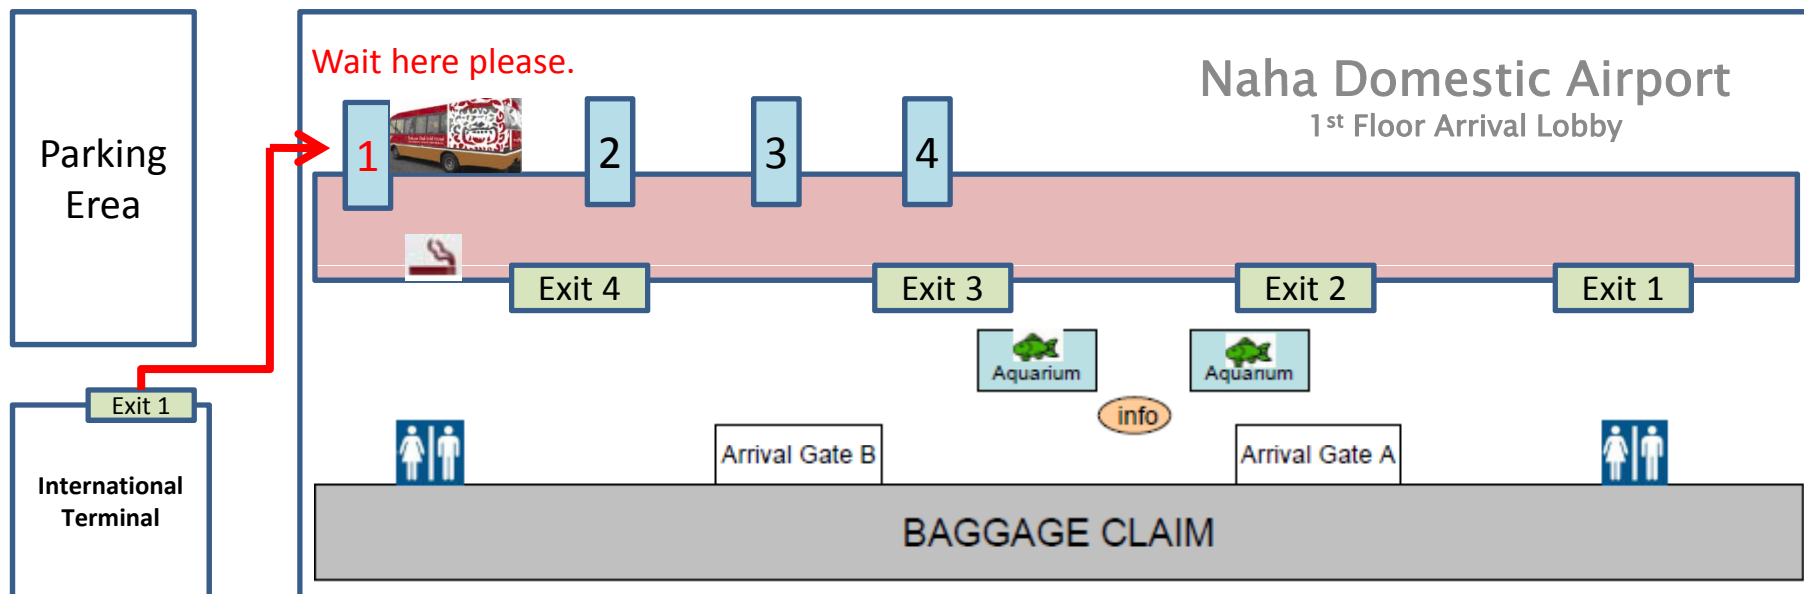 Wait here please.
Naha Domestic Airport
1st Floor Arrival Lobby
Parking
Erea
1
2
3
4
Exit 4
Exit 3
Exit 2
Exit 1
Aquarium
Aquarium
info
Exit 1
International
Terminal
Arrival Gate B
Arrival Gate A
BAGGAGE CLAIM